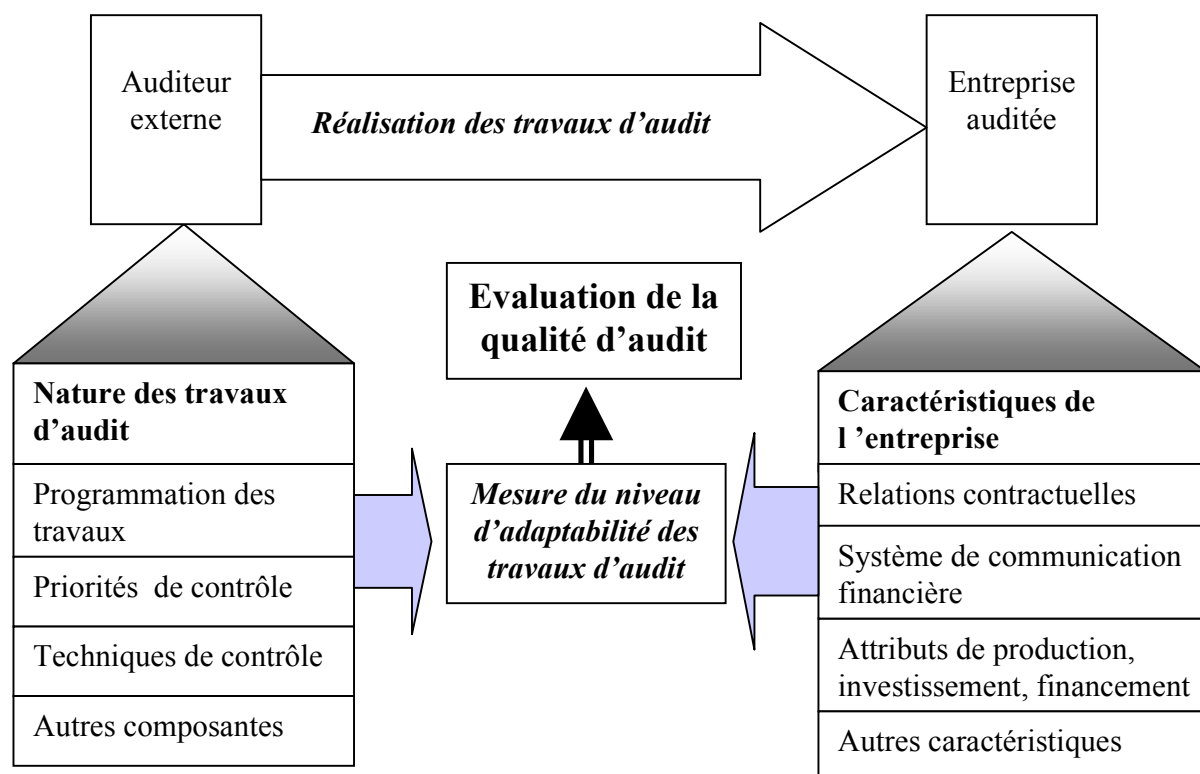 Auditeur
externe
Réalisation des travaux d’audit
Entreprise
auditée
Evaluation de la
qualité d’audit
Nature des travaux
d’audit
Programmation des
travaux
Priorités de contrôle
Techniques de contrôle
Autres composantes
Mesure du niveau
d’adaptabilité des
travaux d’audit
Caractéristiques de
l ’entreprise
Relations contractuelles
Système de communication
financière
Attributs de production,
investissement, financement
Autres caractéristiques